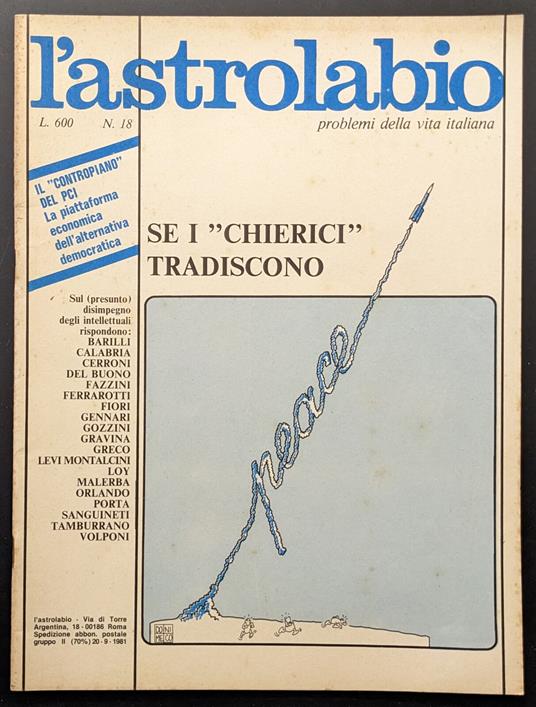 l'astrolabio
L. 600 N. 18
problemi della vita italiana
IL "CONTROPIANO"
DEL PCI
La piattaforma
economica
dell'alternativa
democratica
SE I "CHIERICI"
TRADISCONO
Sul (presunto)
disimpegno
degli intellettuali
rispondono:
BARILLI
CALABRIA
CERRONI
DEL BUONO
FAZZINI
FERRAROTTI
FIORI
GENNARI
GOZZINI
GRAVINA
GRECO
LEVI MONTALCINI
LOY
MALERBA
ORLANDO
PORTA
SANGUINETI
TAMBURRANO
VOLPONI
peace
l'astrolabio - Via di Torre
Argentina, 18 - 00186 Roma
Spedizione abbon. postale
gruppo II (70%) 20 - 9 - 1981